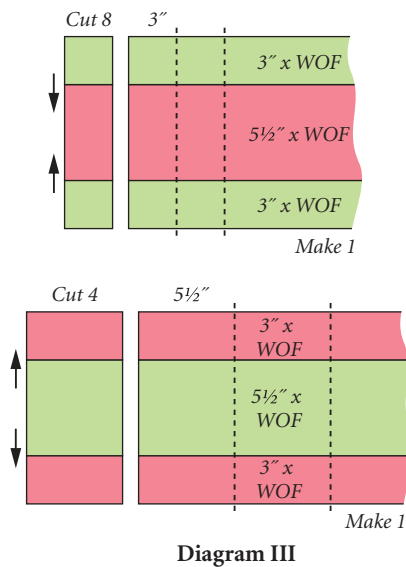 Cut 8 3″
3″ x WOF
5½″ x WOF
3″ x WOF
Make 1
Cut 4 5½″
3″ x
WOF
5½″ x
WOF
3″ x
WOF
Make 1
Diagram III